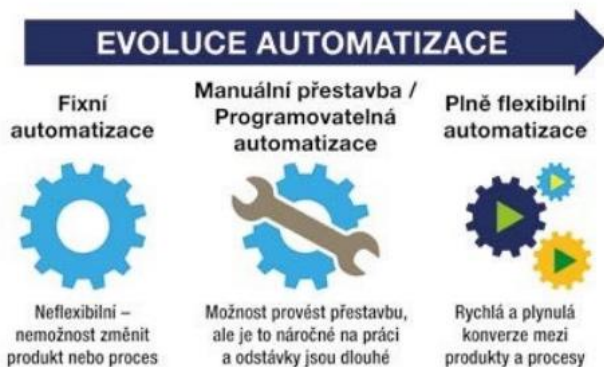 EVOLUCE AUTOMATIZACE
Fixní
automatizace
Neflexibilní –
nemožnost změnit
produkt nebo proces
Manuální přestavba /
Programovatelná
automatizace
Možnost provést přestavbu,
ale je to náročné na práci
a odstávky jsou dlouhé
Plně flexibilní
automatizace
Rychlá a plynulá
konverze mezi
produkty a procesy